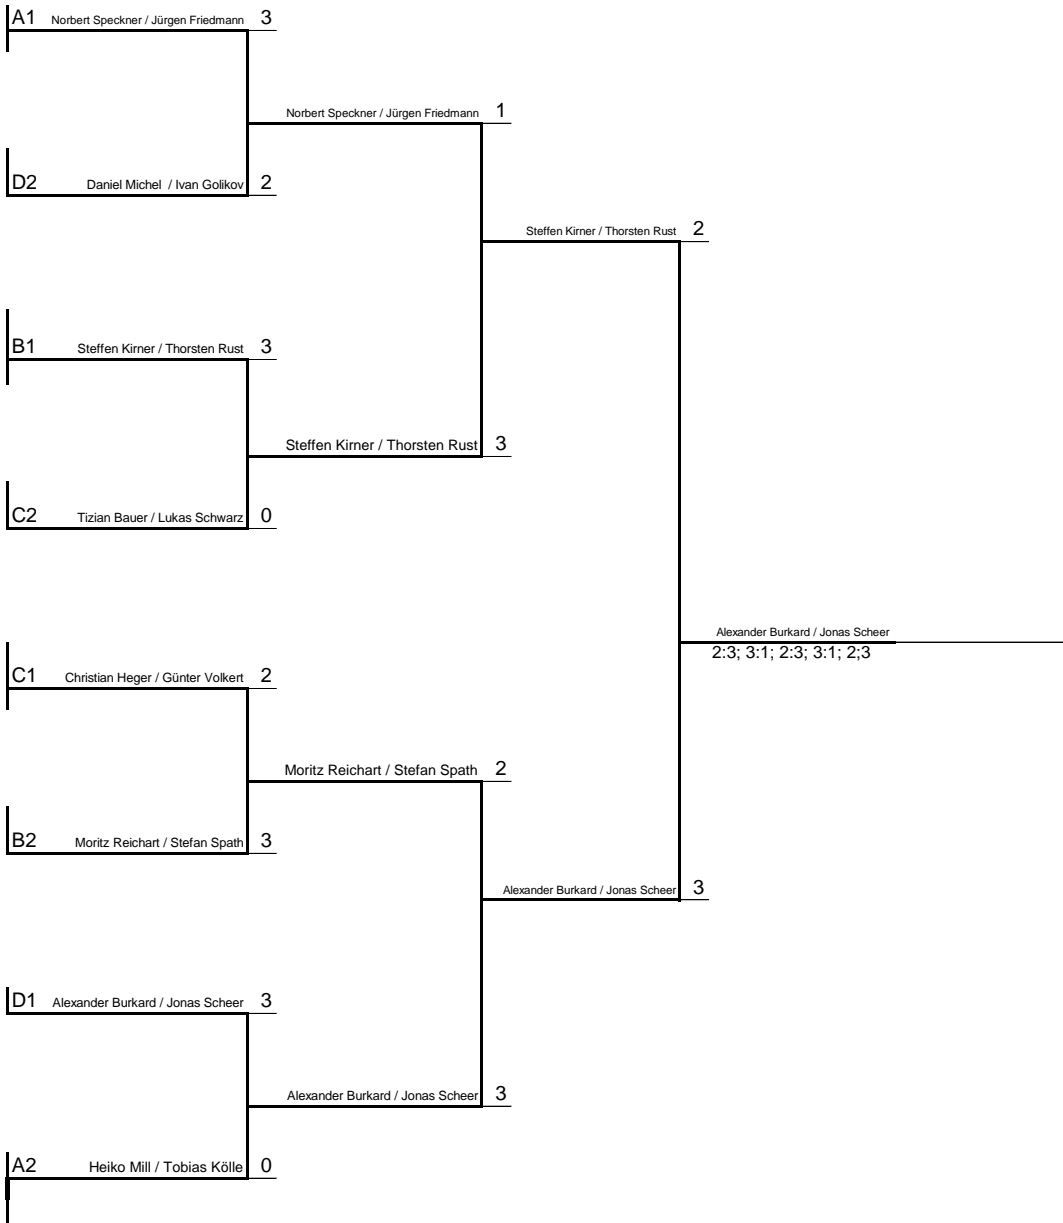 A1 Norbert Speckner / Jürgen Friedmann 3
Norbert Speckner / Jürgen Friedmann 1
D2 Daniel Michel / Ivan Golikov 2
Steffen Kirner / Thorsten Rust 2
B1 Steffen Kirner / Thorsten Rust 3
Steffen Kirner / Thorsten Rust 3
C2 Tizian Bauer / Lukas Schwarz 0
Alexander Burkard / Jonas Scheer
2:3; 3:1; 2:3; 3:1; 2;3
C1 Christian Heger / Günter Volkert 2
Moritz Reichart / Stefan Spath 2
B2 Moritz Reichart / Stefan Spath 3
Alexander Burkard / Jonas Scheer 3
D1 Alexander Burkard / Jonas Scheer 3
Alexander Burkard / Jonas Scheer 3
A2 Heiko Mill / Tobias Kölle 0